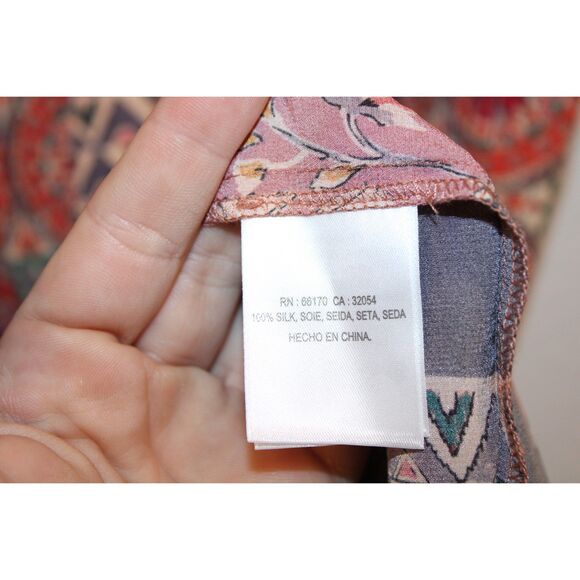 RN : 66170 CA : 32054
100% SILK, SOIE, SEIDA, SETA, SEDA
HECHO EN CHINA.